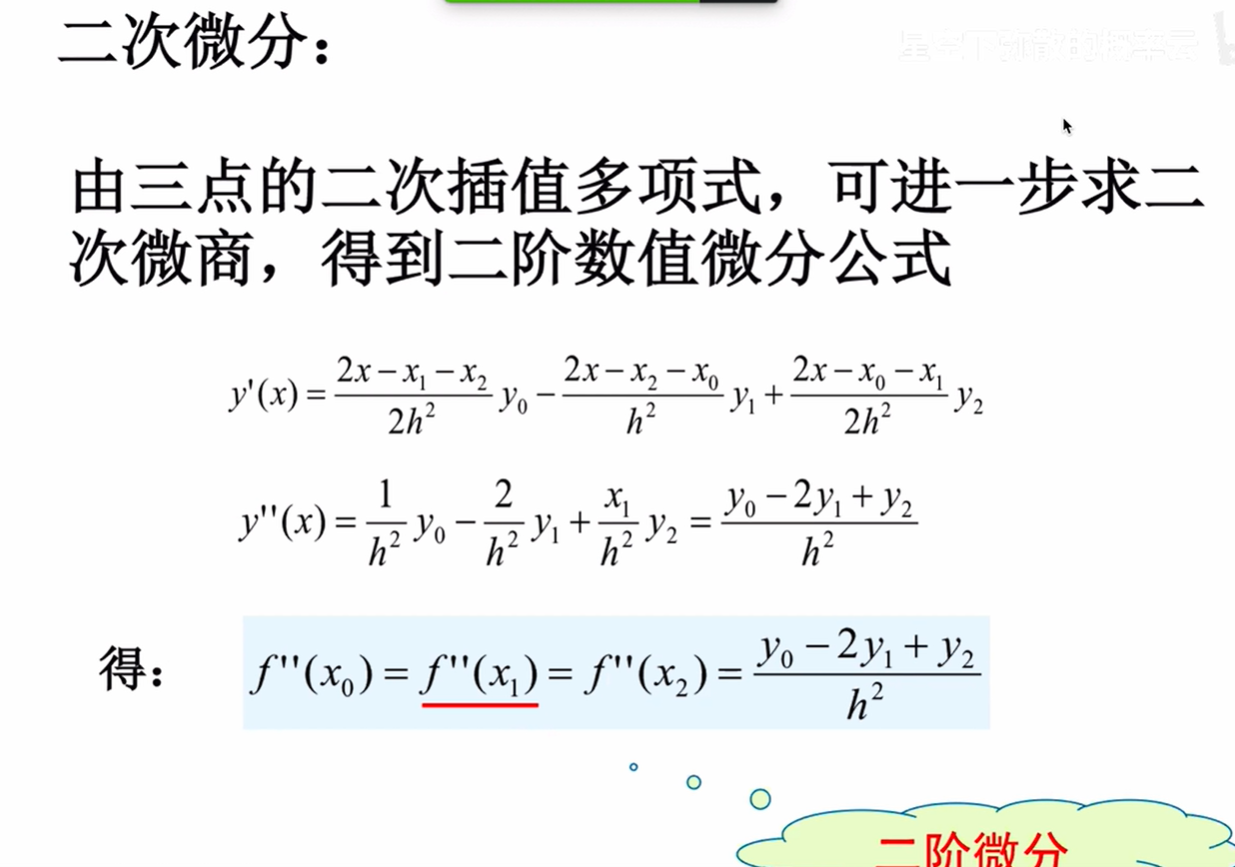 二次微分：
由三点的二次插值多项式，可进一步求二
次微商，得到二阶数值微分公式
y'(x) = \frac{2x - x_1 - x_2}{2h^2} y_0 - \frac{2x - x_2 - x_0}{h^2} y_1 + \frac{2x - x_0 - x_1}{2h^2} y_2
y''(x) = \frac{1}{h^2} y_0 - \frac{2}{h^2} y_1 + \frac{x_1}{h^2} y_2 = \frac{y_0 - 2y_1 + y_2}{h^2}
得： f''(x_0) = f''(x_1) = f''(x_2) = \frac{y_0 - 2y_1 + y_2}{h^2}
二阶微分